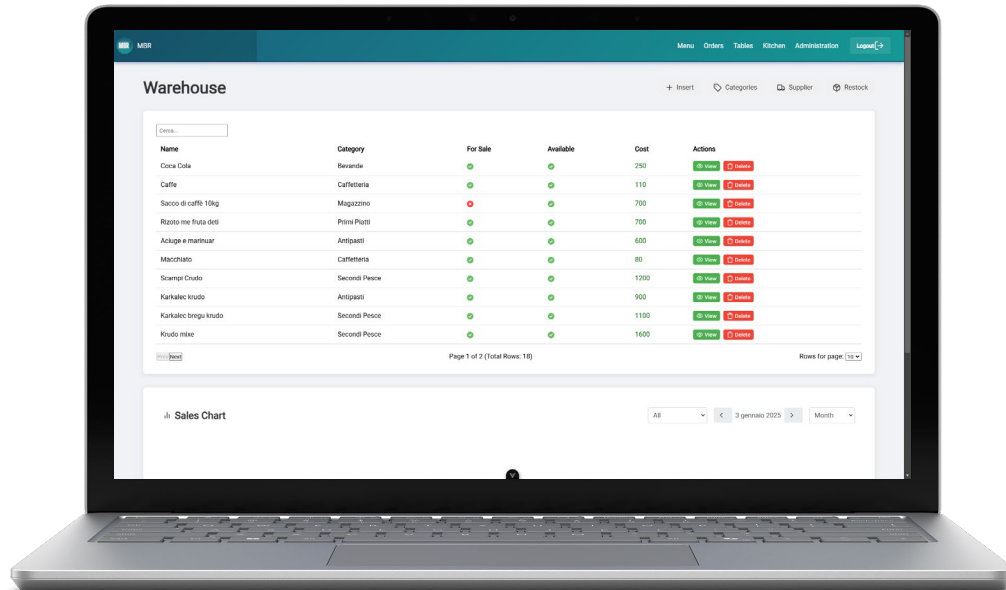 MBR MBR Menu Orders Tables Kitchen Administration Logout
Warehouse + Insert Categories Supplier Restock
Cerca...
Name Category For Sale Available Cost Actions
Coca Cola Bevande 250 View Delete
Caffe Caffetteria 110 View Delete
Sacco di caffè 10kg Magazzino 700 View Delete
Rizoto me fruta deti Primi Piatti 700 View Delete
Aciuge e marinuar Antipasti 600 View Delete
Macchiato Caffetteria 80 View Delete
Scampi Crudo Secondi Pesce 1200 View Delete
Karkalec krudo Antipasti 900 View Delete
Karkalec bregu krudo Secondi Pesce 1100 View Delete
Krudo mixe Secondi Pesce 1600 View Delete
Prev Next Page 1 of 2 (Total Rows: 18) Rows for page: 10
Sales Chart All < 3 gennaio 2025 > Month